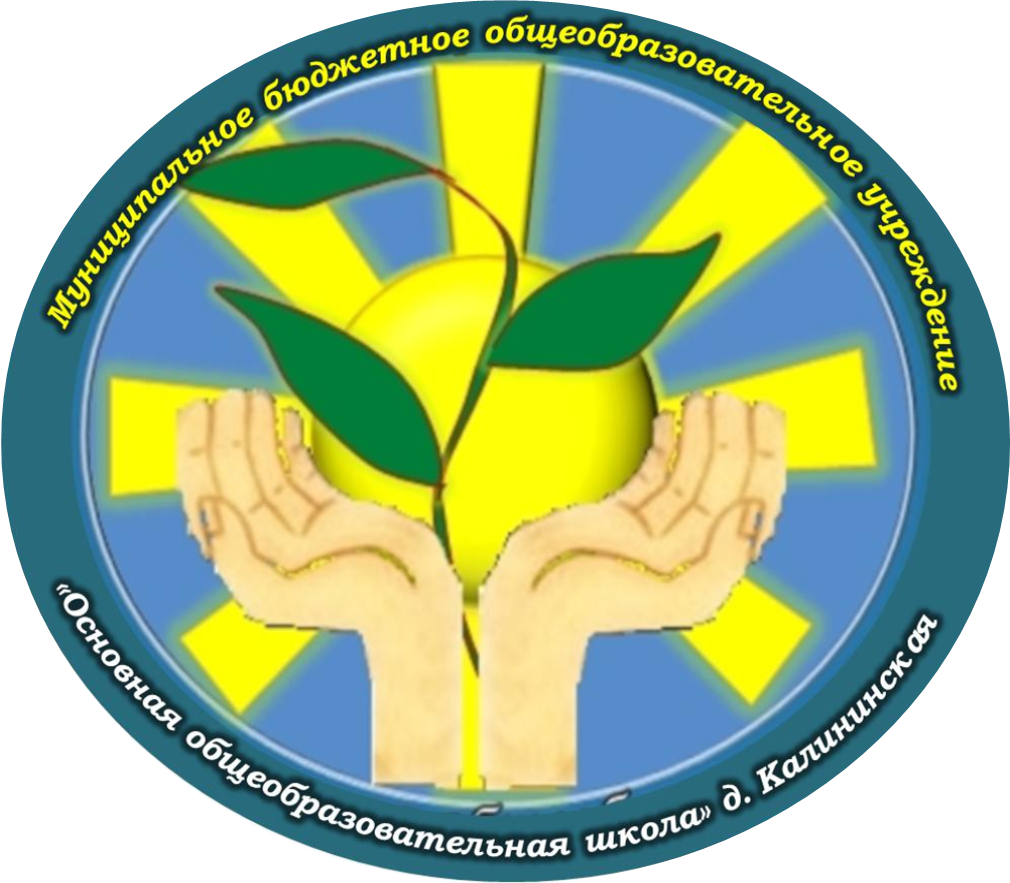 Муниципальное бюджетное общеобразовательное учреждение
«Основная общеобразовательная школа» д. Калининская